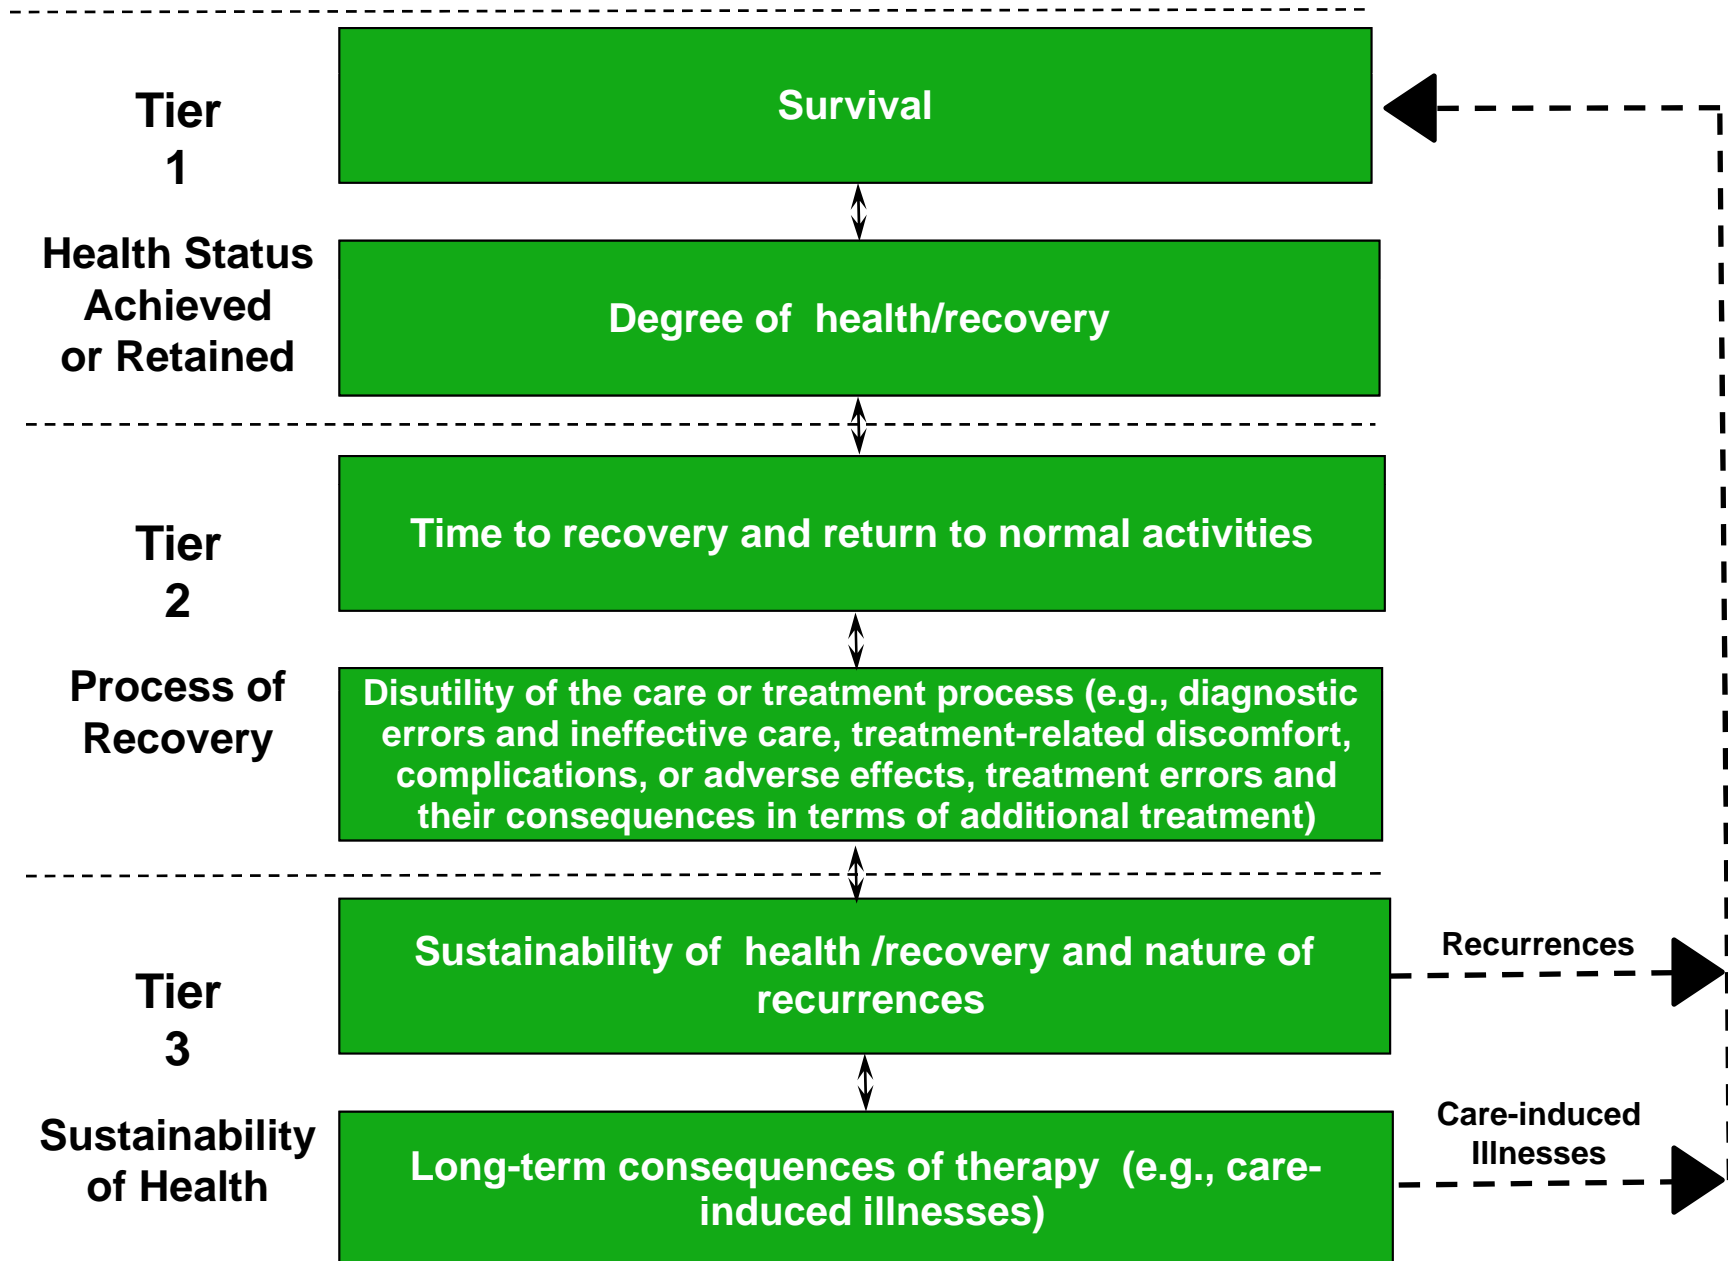 Tier
1
Health Status
Achieved
or Retained
Survival
Degree of health/recovery
Tier
2
Process of
Recovery
Time to recovery and return to normal activities
Disutility of the care or treatment process (e.g., diagnostic
errors and ineffective care, treatment-related discomfort,
complications, or adverse effects, treatment errors and
their consequences in terms of additional treatment)
Tier
3
Sustainability
of Health
Sustainability of health /recovery and nature of
recurrences
Recurrences
Long-term consequences of therapy (e.g., care-
induced illnesses)
Care-induced
Illnesses